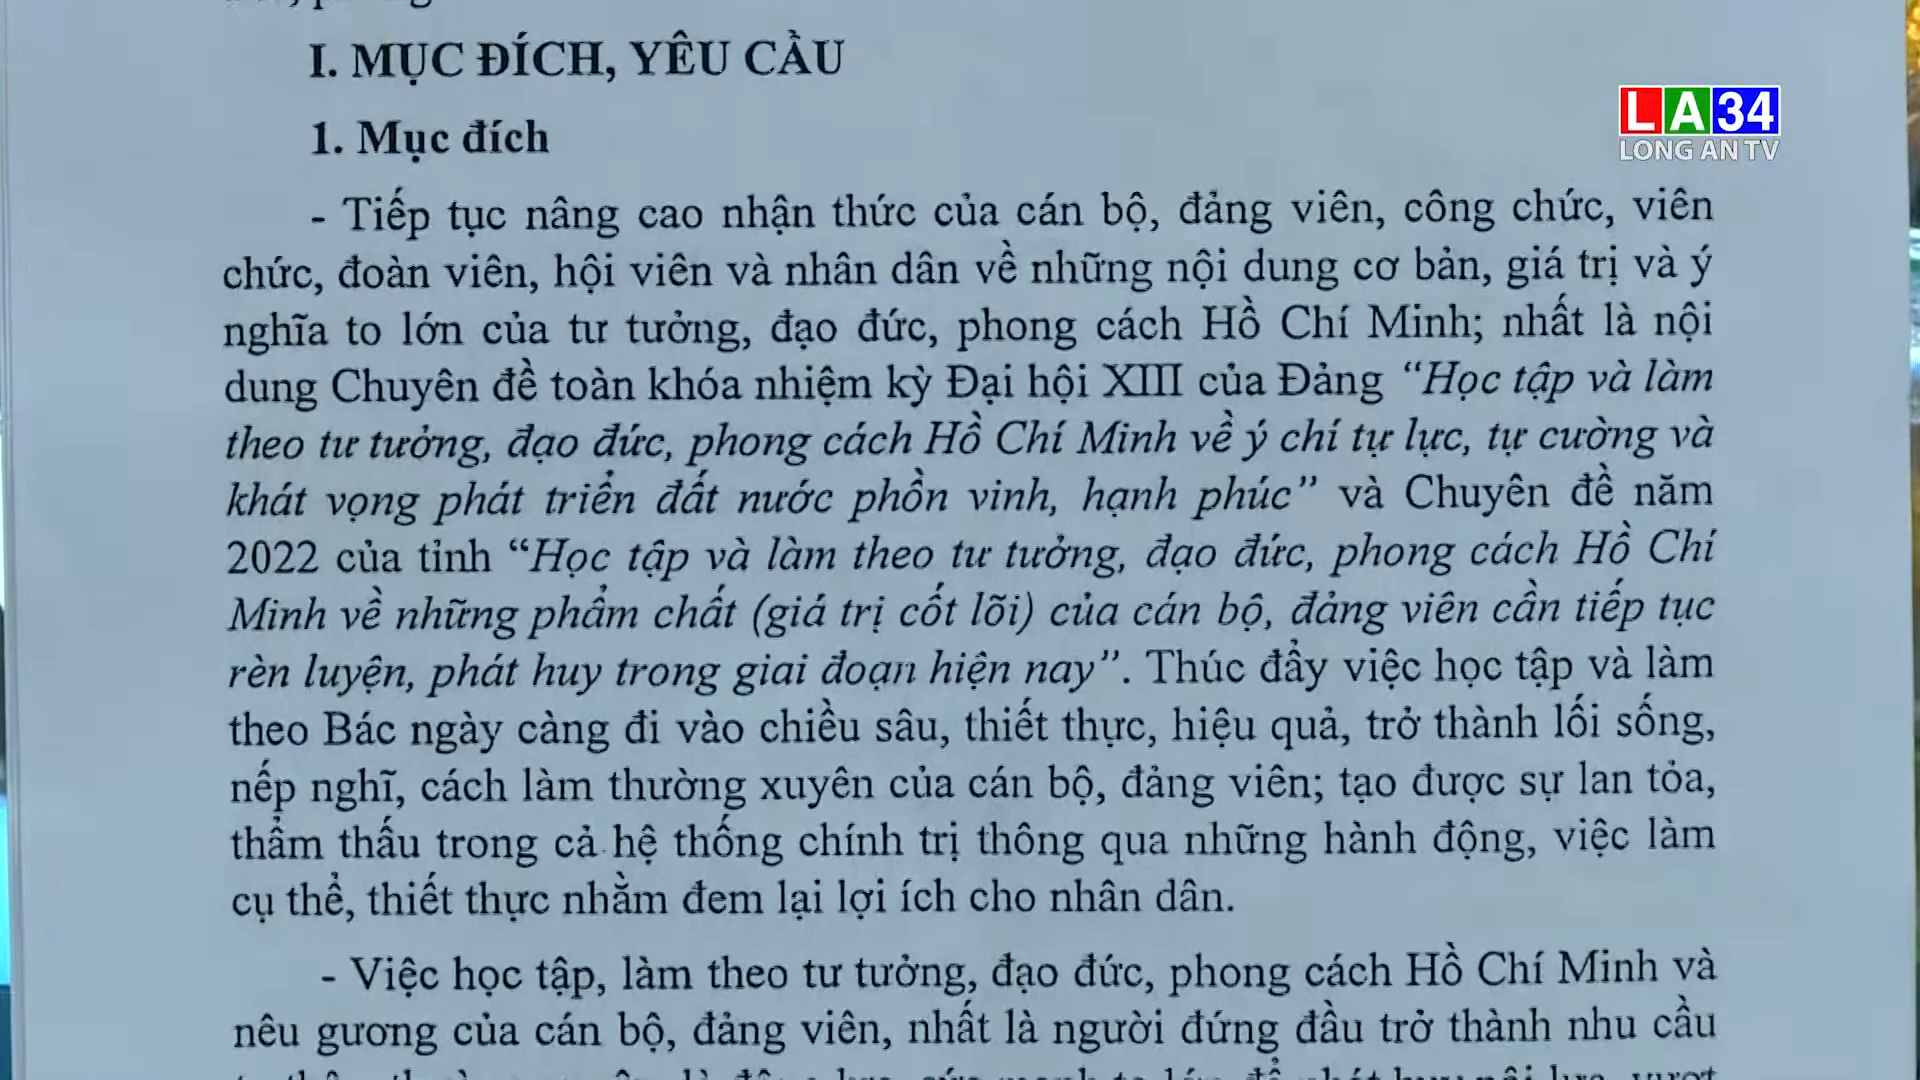 I. MỤC ĐÍCH, YÊU CẦU
LA34
LONG AN TV
1. Mục đích
- Tiếp tục nâng cao nhận thức của cán bộ, đảng viên, công chức, viên
chức, đoàn viên, hội viên và nhân dân về những nội dung cơ bản, giá trị và ý
nghĩa to lớn của tư tưởng, đạo đức, phong cách Hồ Chí Minh; nhất là nội
dung Chuyên đề toàn khóa nhiệm kỳ Đại hội XIII của Đảng “Học tập và làm
theo tư tưởng, đạo đức, phong cách Hồ Chí Minh về ý chí tự lực, tự cường và
khát vọng phát triển đất nước phồn vinh, hạnh phúc” và Chuyên đề năm
2022 của tỉnh “Học tập và làm theo tư tưởng, đạo đức, phong cách Hồ Chí
Minh về những phẩm chất (giá trị cốt lõi) của cán bộ, đảng viên cần tiếp tục
rèn luyện, phát huy trong giai đoạn hiện nay”. Thúc đẩy việc học tập và làm
theo Bác ngày càng đi vào chiều sâu, thiết thực, hiệu quả, trở thành lối sống,
nếp nghĩ, cách làm thường xuyên của cán bộ, đảng viên; tạo được sự lan tỏa,
thẩm thấu trong cả hệ thống chính trị thông qua những hành động, việc làm
cụ thể, thiết thực nhằm đem lại lợi ích cho nhân dân.
- Việc học tập, làm theo tư tưởng, đạo đức, phong cách Hồ Chí Minh và
nêu gương của cán bộ, đảng viên, nhất là người đứng đầu trở thành nhu cầu